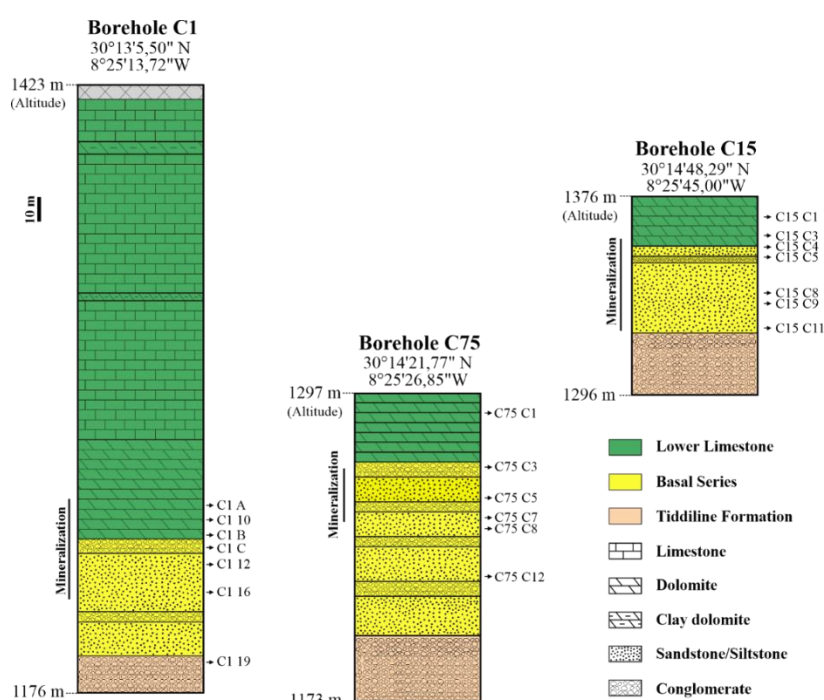 Borehole C1
30°13'5,50" N
8°25'13,72"W
1423 m
(Altitude)
10 m
Mineralization
C1 A
C1 10
C1 B
C1 C
C1 12
C1 16
C1 19
1176 m
Borehole C75
30°14'21,77" N
8°25'26,85"W
1297 m
(Altitude)
Mineralization
C75 C1
C75 C3
C75 C5
C75 C7
C75 C8
C75 C12
1173 m
Borehole C15
30°14'48,29" N
8°25'45,00"W
1376 m
(Altitude)
Mineralization
C15 C1
C15 C3
C15 C4
C15 C5
C15 C8
C15 C9
C15 C11
1296 m
Lower Limestone
Basal Series
Tiddiline Formation
Limestone
Dolomite
Clay dolomite
Sandstone/Siltstone
Conglomerate